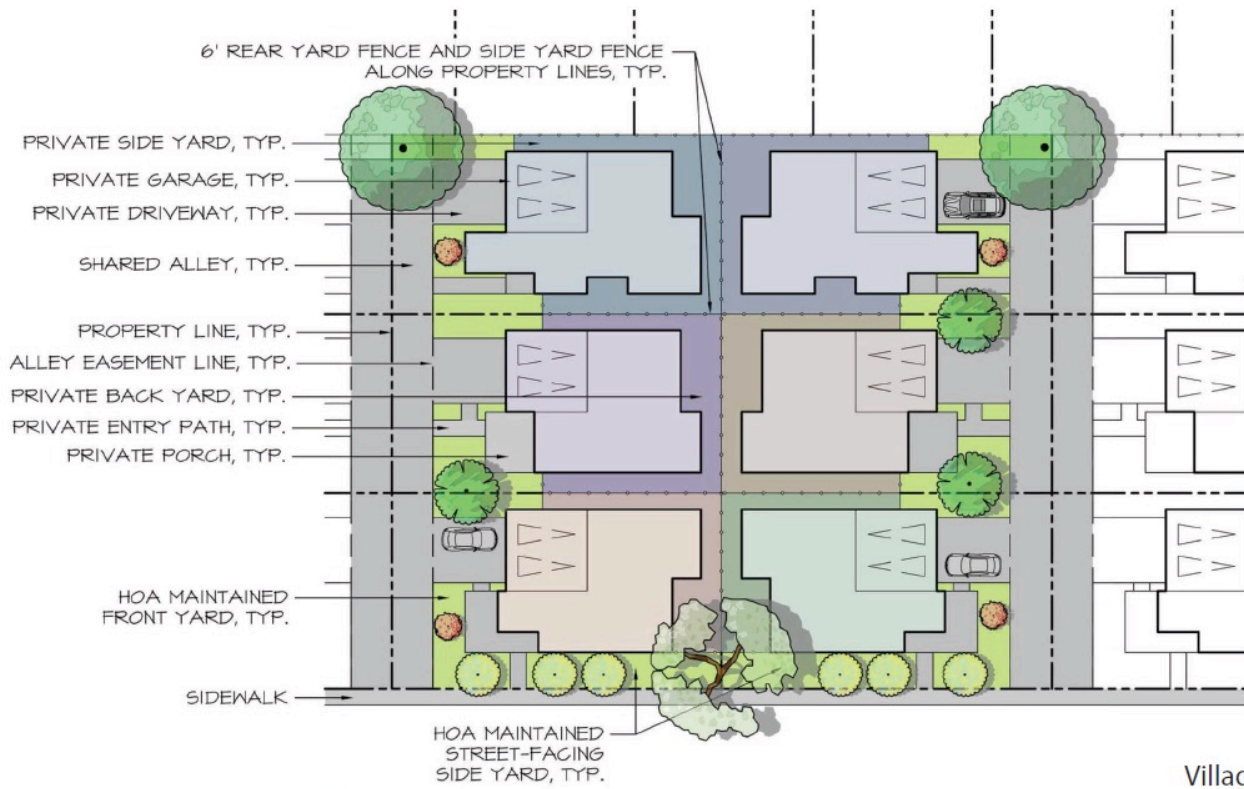 6' REAR YARD FENCE AND SIDE YARD FENCE
ALONG PROPERTY LINES, TYP.
PRIVATE SIDE YARD, TYP.
PRIVATE GARAGE, TYP.
PRIVATE DRIVEWAY, TYP.
SHARED ALLEY, TYP.
PROPERTY LINE, TYP.
ALLEY EASEMENT LINE, TYP.
PRIVATE BACK YARD, TYP.
PRIVATE ENTRY PATH, TYP.
PRIVATE PORCH, TYP.
HOA MAINTAINED
FRONT YARD, TYP.
SIDEWALK
HOA MAINTAINED
STREET-FACING
SIDE YARD, TYP.